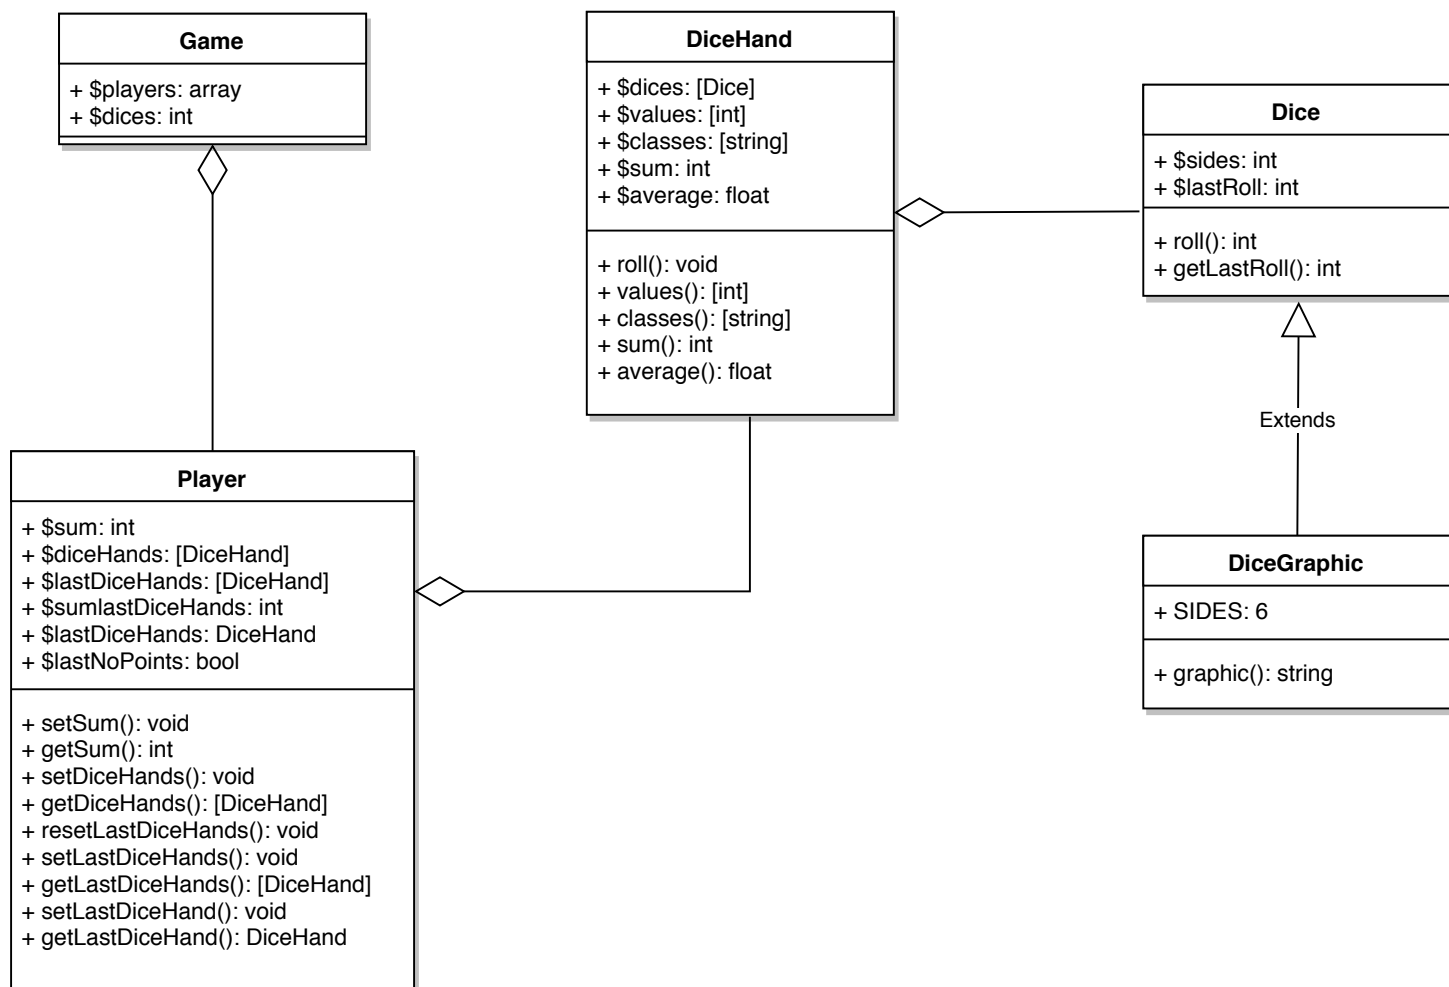 Game
+ $players: array
+ $dices: int
DiceHand
+ $dices: [Dice]
+ $values: [int]
+ $classes: [string]
+ $sum: int
+ $average: float
+ roll(): void
+ values(): [int]
+ classes(): [string]
+ sum(): int
+ average(): float
Dice
+ $sides: int
+ $lastRoll: int
+ roll(): int
+ getLastRoll(): int
Extends
Player
+ $sum: int
+ $diceHands: [DiceHand]
+ $lastDiceHands: [DiceHand]
+ $sumlastDiceHands: int
+ $lastDiceHands: DiceHand
+ $lastNoPoints: bool
+ setSum(): void
+ getSum(): int
+ setDiceHands(): void
+ getDiceHands(): [DiceHand]
+ resetLastDiceHands(): void
+ setLastDiceHands(): void
+ getLastDiceHands(): [DiceHand]
+ setLastDiceHand(): void
+ getLastDiceHand(): DiceHand
DiceGraphic
+ SIDES: 6
+ graphic(): string